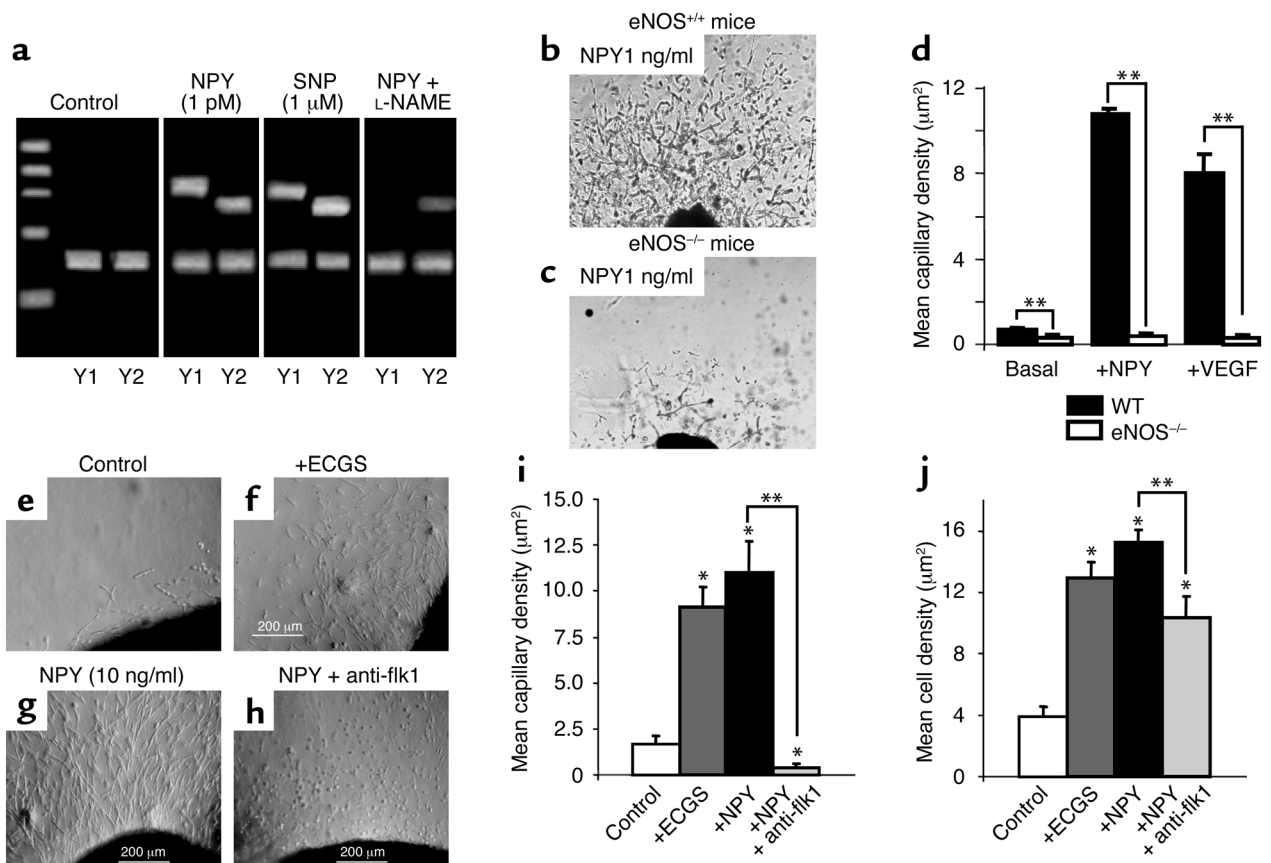 a
Control
NPY
(1 pM)
SNP
(1 µM)
NPY +
L-NAME
Y1 Y2 Y1 Y2 Y1 Y2 Y1 Y2
eNOS+/+ mice
b
NPY1 ng/ml
eNOS–/– mice
c
NPY1 ng/ml
d
Mean capillary density (µm²)
12
8
4
0
**
**
**
Basal +NPY +VEGF
WT
eNOS–/–
Control
e
+ECGS
f
200 µm
NPY (10 ng/ml)
g
200 µm
NPY + anti-flk1
h
200 µm
i
Mean capillary density (µm²)
15.0
12.5
10.0
7.5
5.0
2.5
0
**
*
*
*
Control
+ECGS
+NPY
+NPY
+ anti-flk1
j
Mean cell density (µm²)
16
12
8
4
0
**
*
*
*
Control
+ECGS
+NPY
+NPY
+ anti-flk1